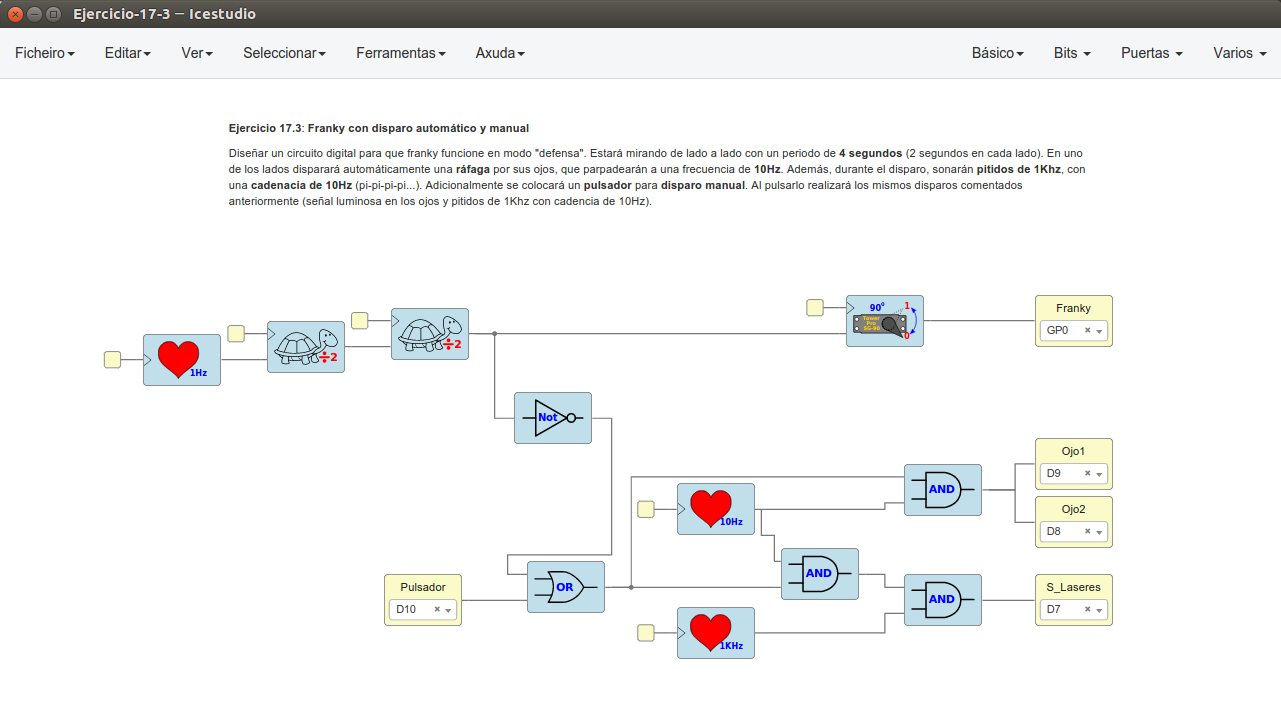 Ejercicio-17-3 — Icestudio
Ficheiro Editar Ver Seleccionar Ferramentas Axuda Básico Bits Puertas Varios
Ejercicio 17.3: Franky con disparo automático y manual
Diseñar un circuito digital para que franky funcione en modo "defensa". Estará mirando de lado a lado con un periodo de 4 segundos (2 segundos en cada lado). En uno
de los lados disparará automáticamente una ráfaga por sus ojos, que parpadearán a una frecuencia de 10Hz. Además, durante el disparo, sonarán pitidos de 1Khz, con
una cadenacia de 10Hz (pi-pi-pi-pi...). Adicionalmente se colocará un pulsador para disparo manual. Al pulsarlo realizará los mismos disparos comentados
anteriormente (señal luminosa en los ojos y pitidos de 1Khz con cadencia de 10Hz).
1Hz
÷2
÷2
90º
1
Tower
Pro
SG-90
0
Franky
GP0
Not
Ojo1
D9
AND
10Hz
Ojo2
D8
AND
Pulsador
D10
OR
AND
S_Laseres
D7
1KHz